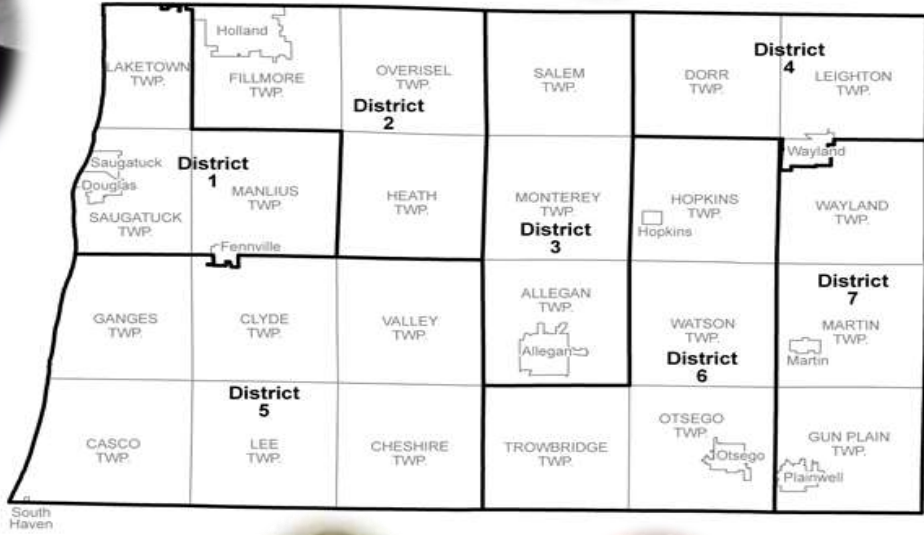 Holland
District
4
LAKETOWN
TWP.
FILLMORE
TWP.
OVERISEL
TWP.
SALEM
TWP.
DORR
TWP.
LEIGHTON
TWP.
District
2
Saugatuck
District
1
Wayland
Douglas
MANLIUS
TWP.
HEATH
TWP.
MONTEREY
TWP.
HOPKINS
TWP.
WAYLAND
TWP.
SAUGATUCK
TWP.
District
3
Hopkins
Fennville
ALLEGAN
TWP.
District
7
GANGES
TWP.
CLYDE
TWP.
VALLEY
TWP.
WATSON
TWP.
MARTIN
TWP.
Allegan
District
6
Martin
District
5
CASCO
TWP.
LEE
TWP.
CHESHIRE
TWP.
TROWBRIDGE
TWP.
OTSEGO
TWP.
Otsego
GUN PLAIN
TWP.
Plainwell
South
Haven